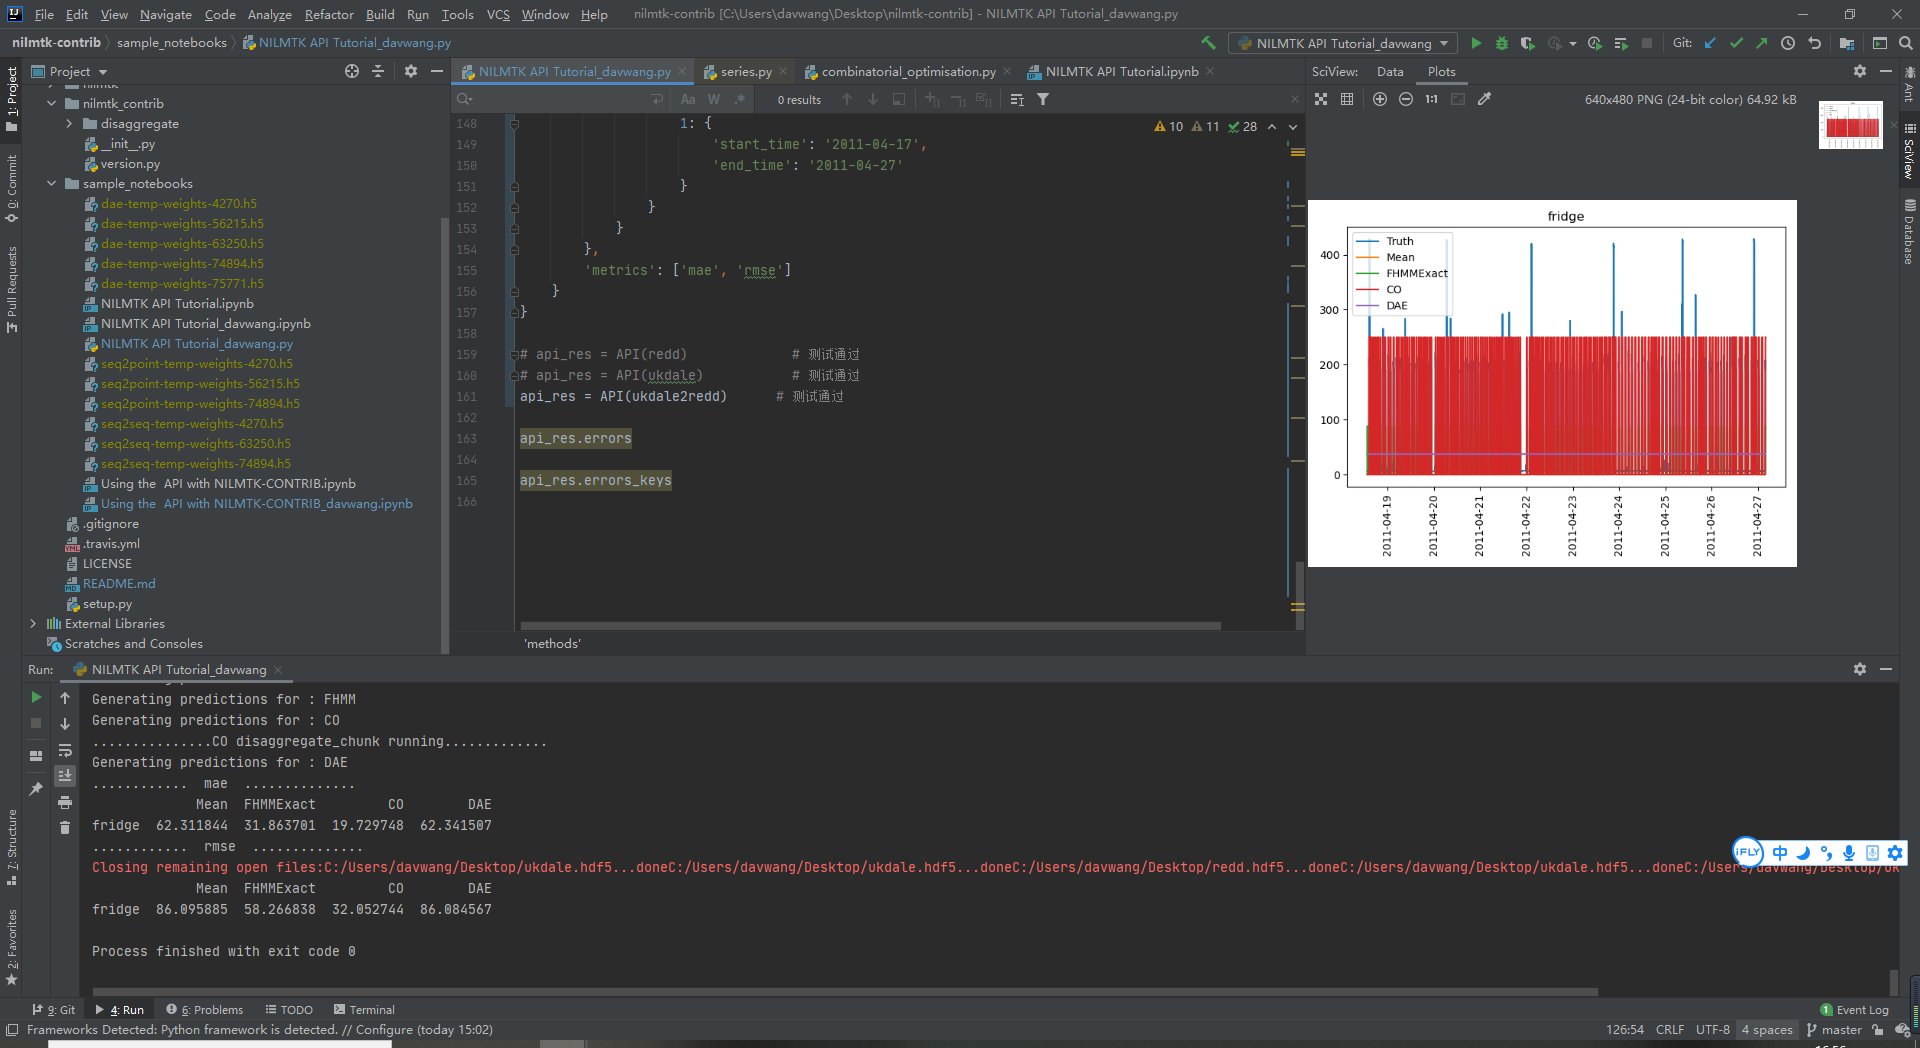 File Edit View Navigate Code Analyze Refactor Build Run Tools VCS Window Help nilmtk-contrib [C:\Users\davwang\Desktop\nilmtk-contrib] - NILMTK API Tutorial_davwang.py
nilmtk-contrib sample_notebooks NILMTK API Tutorial_davwang.py
NILMTK API Tutorial_davwang Git:
Project
NILMTK API Tutorial_davwang.py series.py combinatorial_optimisation.py NILMTK API Tutorial.ipynb
SciView: Data Plots
Aa W .* 0 results
1:1 640x480 PNG (24-bit color) 64.92 kB
1: Project
0: Commit
Pull Requests
7: Structure
2: Favorites
Ant
SciView
Database
nilmtk_contrib
disaggregate
__init__.py
version.py
sample_notebooks
dae-temp-weights-4270.h5
dae-temp-weights-56215.h5
dae-temp-weights-63250.h5
dae-temp-weights-74894.h5
dae-temp-weights-75771.h5
NILMTK API Tutorial.ipynb
NILMTK API Tutorial_davwang.ipynb
NILMTK API Tutorial_davwang.py
seq2point-temp-weights-4270.h5
seq2point-temp-weights-56215.h5
seq2point-temp-weights-74894.h5
seq2seq-temp-weights-4270.h5
seq2seq-temp-weights-63250.h5
seq2seq-temp-weights-74894.h5
Using the  API with NILMTK-CONTRIB.ipynb
Using the  API with NILMTK-CONTRIB_davwang.ipynb
.gitignore
.travis.yml
LICENSE
README.md
setup.py
External Libraries
Scratches and Consoles
10 11 28
148 1: {
149 'start_time': '2011-04-17',
150 'end_time': '2011-04-27'
151 }
152 }
153 }
154 },
155 'metrics': ['mae', 'rmse']
156 }
157 }
158
159 # api_res = API(redd) # 测试通过
160 # api_res = API(ukdale) # 测试通过
161 api_res = API(ukdale2redd) # 测试通过
162
163 api_res.errors
164
165 api_res.errors_keys
166
'methods'
fridge
Truth
Mean
FHMMExact
CO
DAE
400
300
200
100
0
2011-04-19
2011-04-20
2011-04-21
2011-04-22
2011-04-23
2011-04-24
2011-04-25
2011-04-26
2011-04-27
Run: NILMTK API Tutorial_davwang
Generating predictions for : FHMM
Generating predictions for : CO
...............CO disaggregate_chunk running.............
Generating predictions for : DAE
............ mae ..............
Mean FHMMExact CO DAE
fridge 62.311844 31.863701 19.729748 62.341507
............ rmse ..............
Closing remaining open files:C:/Users/davwang/Desktop/ukdale.hdf5...doneC:/Users/davwang/Desktop/ukdale.hdf5...doneC:/Users/davwang/Desktop/redd.hdf5...doneC:/Users/davwang/Desktop/ukdale.hdf5...doneC:/Users/davwang/Desktop/uk
Mean FHMMExact CO DAE
fridge 86.095885 58.266838 32.052744 86.084567
Process finished with exit code 0
iFLY 中
9: Git 4: Run 6: Problems TODO Terminal 1 Event Log
Frameworks Detected: Python framework is detected. // Configure (today 15:02) 126:54 CRLF UTF-8 4 spaces master